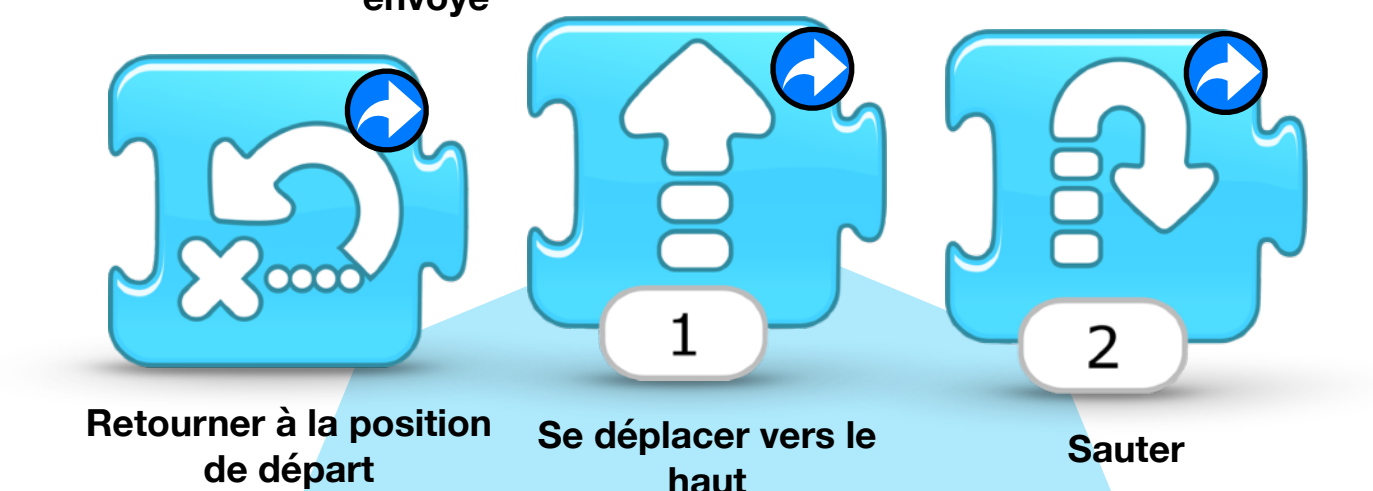 envoyé
1
2
Retourner à la position
de départ
Se déplacer vers le
haut
Sauter